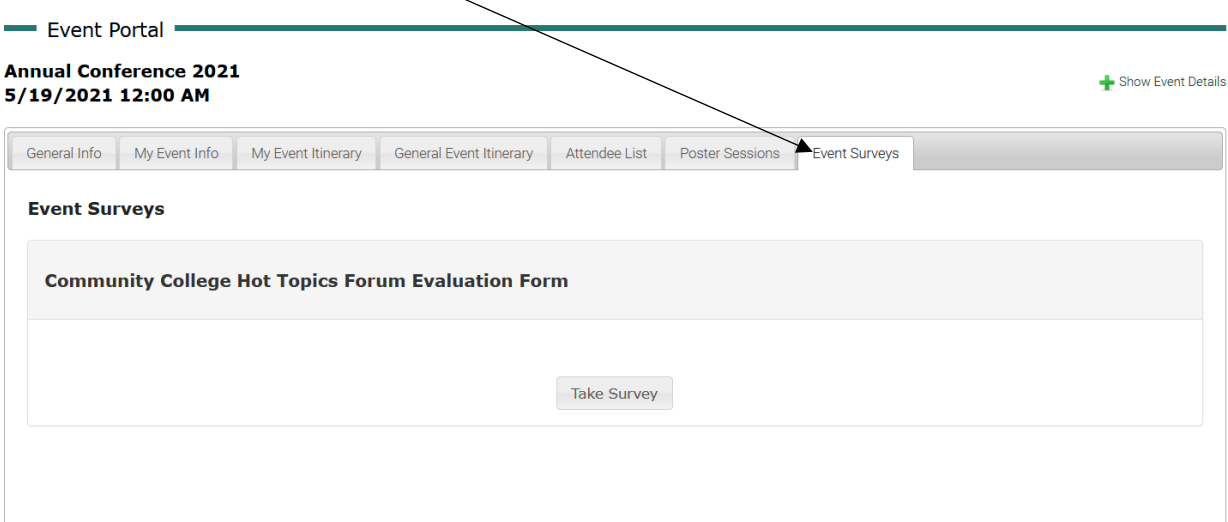 Event Portal
Annual Conference 2021
5/19/2021 12:00 AM
Show Event Details
General Info My Event Info My Event Itinerary General Event Itinerary Attendee List Poster Sessions Event Surveys
Event Surveys
Community College Hot Topics Forum Evaluation Form
Take Survey